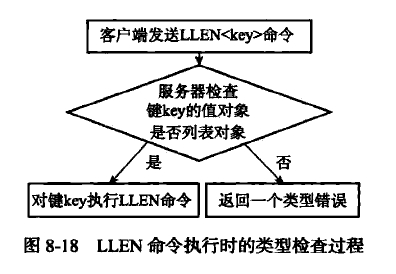 客户端发送LLEN<key>命令
服务器检查
键key的值对象
是否列表对象
是
否
对键key执行LLEN命令
返回一个类型错误
图 8-18 LLEN 命令执行时的类型检查过程